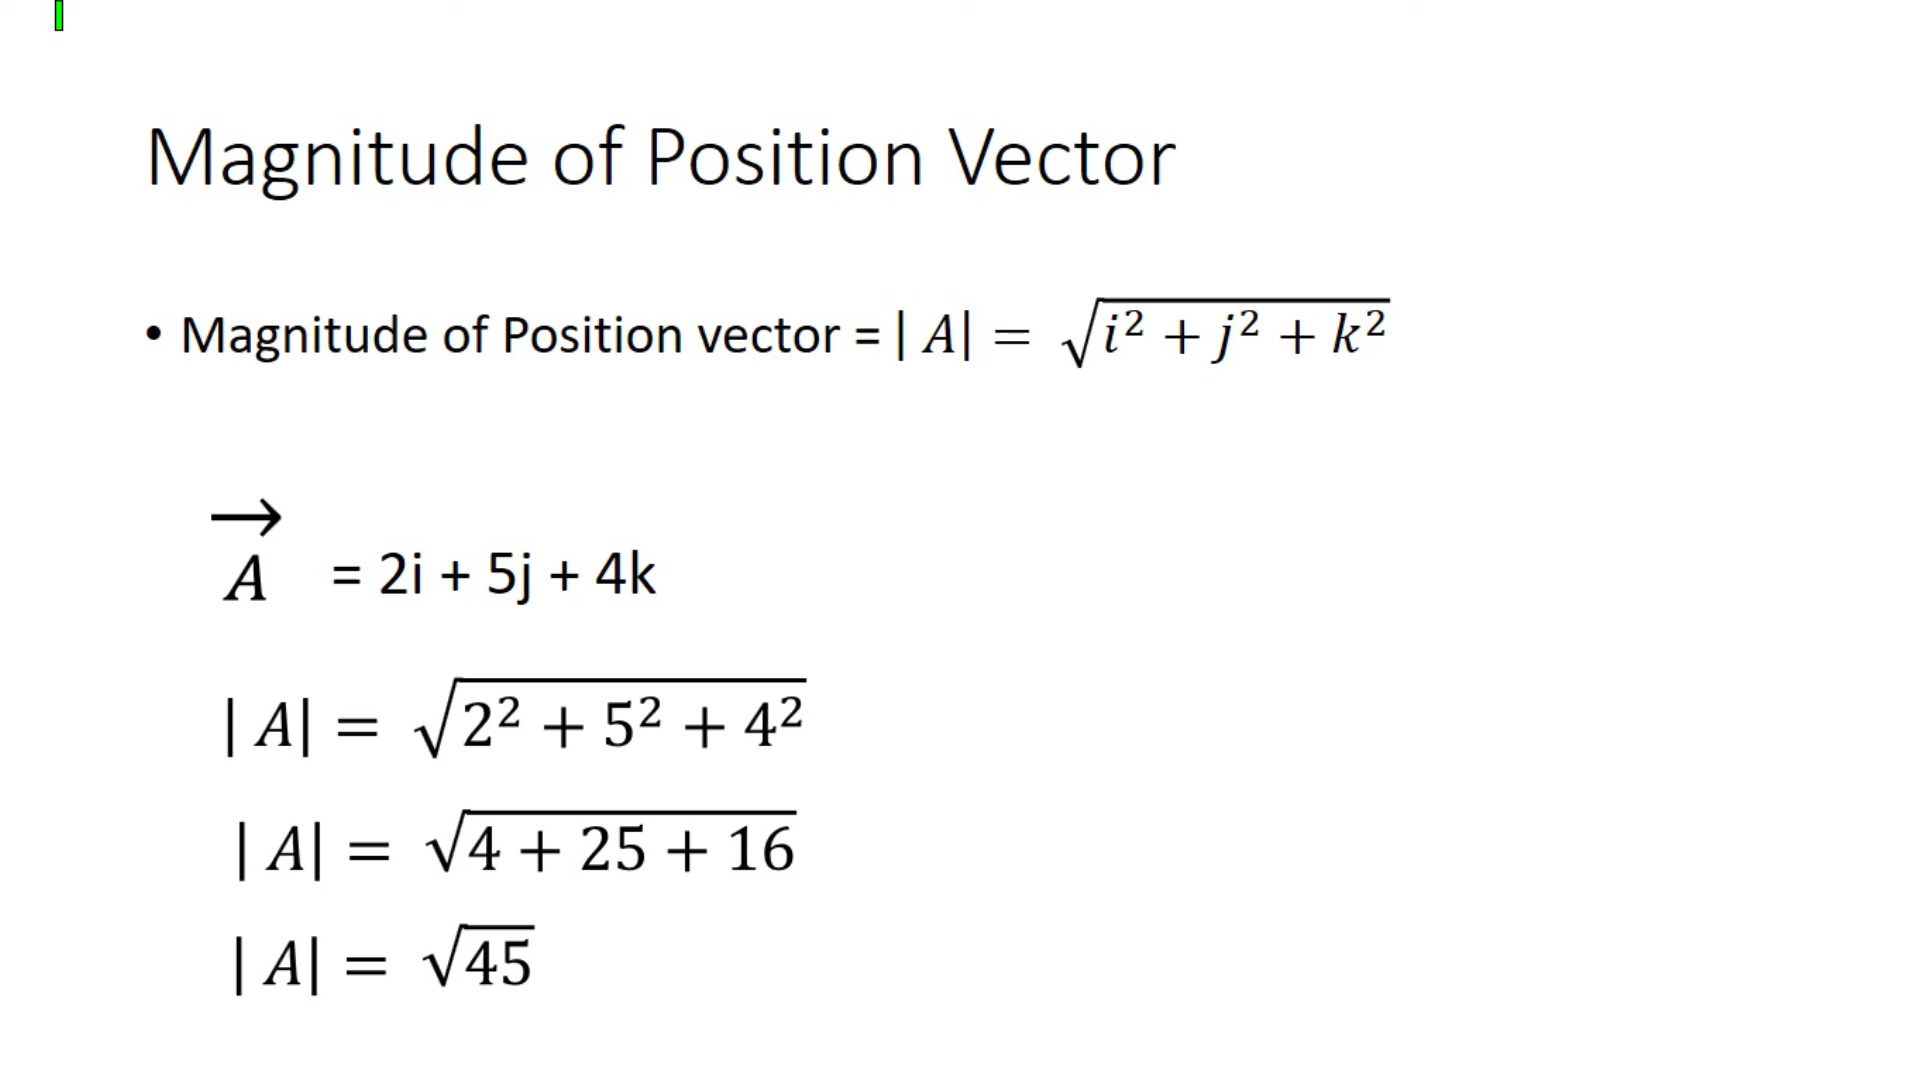 Magnitude of Position Vector
• Magnitude of Position vector = | A| = √(i² + j² + k²)
A⃗ = 2i + 5j + 4k
| A| = √(2² + 5² + 4²)
| A| = √(4 + 25 + 16)
| A| = √45